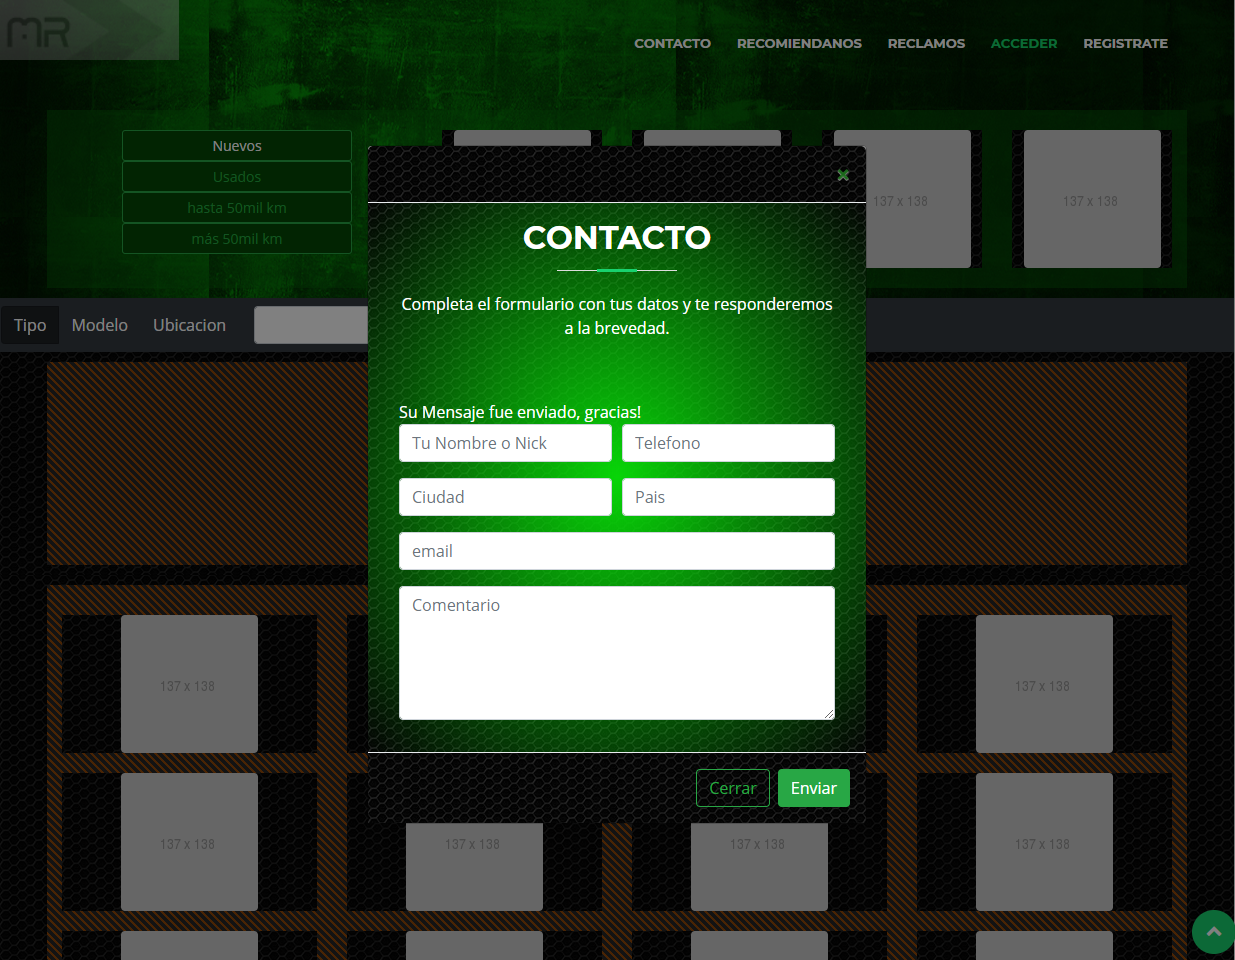 MR
CONTACTO
RECOMIENDANOS
RECLAMOS
ACCEDER
REGISTRATE
Nuevos
Usados
hasta 50mil km
más 50mil km
137 x 138
137 x 138
Tipo
Modelo
Ubicacion
CONTACTO
Completa el formulario con tus datos y te responderemos
a la brevedad.
Su Mensaje fue enviado, gracias!
Tu Nombre o Nick
Telefono
Ciudad
Pais
email
Comentario
Cerrar
Enviar
137 x 138
137 x 138
137 x 138
137 x 138
137 x 138
137 x 138